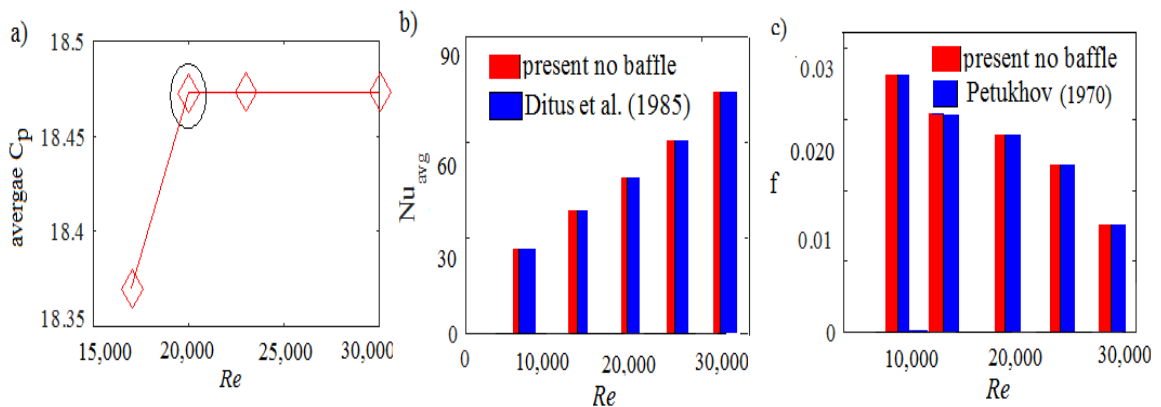 a)
18.5
18.45
18.4
18.35
avergae Cp
15,000 20,000 25,000 30,000
Re
b)
90
60
30
0
Nu avg
present no baffle
Ditus et al. (1985)
0 10,000 20,000 30,000
Re
c)
0.03
0.020
0.01
0
f
present no baffle
Petukhov (1970)
10,000 20,000 30,000
Re